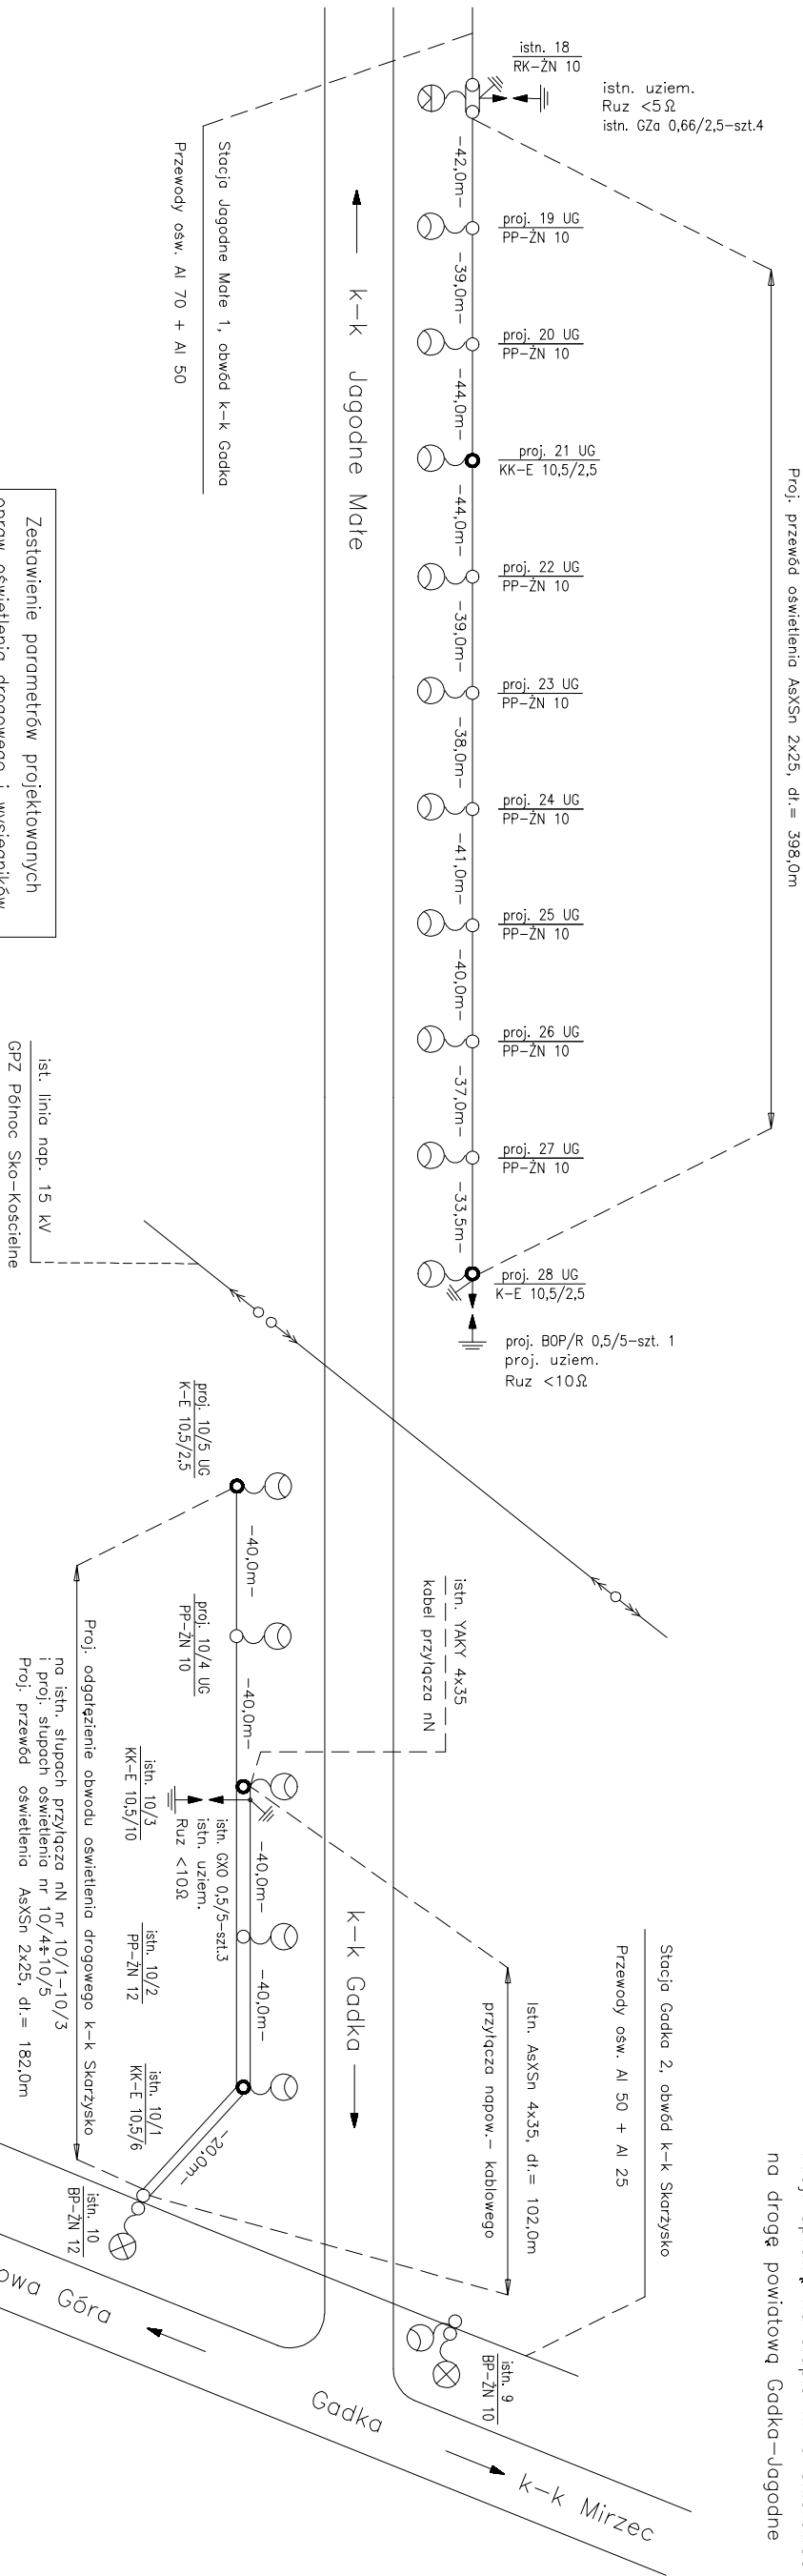 istn. 18
RK-ŻN 10
istn. uziem.
Ruz <5Ω
istn. GZa 0,66/2,5-szt.4
-42,0m-
proj. 19 UG
PP-ŻN 10
-39,0m-
proj. 20 UG
PP-ŻN 10
-44,0m-
proj. 21 UG
KK-E 10,5/2,5
-44,0m-
proj. 22 UG
PP-ŻN 10
-39,0m-
proj. 23 UG
PP-ŻN 10
-38,0m-
proj. 24 UG
PP-ŻN 10
-41,0m-
proj. 25 UG
PP-ŻN 10
-40,0m-
proj. 26 UG
PP-ŻN 10
-37,0m-
proj. 27 UG
PP-ŻN 10
-33,5m-
proj. 28 UG
K-E 10,5/2,5
proj. BOP/R 0,5/5-szt. 1
proj. uziem.
Ruz <10Ω
Proj. przewód oświetlenia AsXSn 2x25, dł.= 398,0m
Stacja Jagodne Małe 1, obwód k-k Gadka
Przewody ośw. Al 70 + Al 50
k-k Jagodne Małe
Zestawienie parametrów projektowanych
opraw oświetlenia drogowego i wysięgników
ist. linia nap. 15 kV
GPZ Północ Sko-Kościelne
proj. 10/5 UG
K-E 10,5/2,5
-40,0m-
proj. 10/4 UG
PP-ŻN 10
-40,0m-
istn. YAKY 4x35
kabel przyłącza nN
istn. 10/3
KK-E 10,5/10
istn. GXO 0,5/5-szt.3
istn. uziem.
Ruz <10Ω
-40,0m-
istn. 10/2
PP-ŻN 12
-40,0m-
istn. 10/1
KK-E 10,5/6
-20,0m-
istn. 10
BP-ŻN 12
Proj. odgałęzienie obwodu oświetlenia drogowego k-k Skarżysko
na istn. słupach przyłącza nN nr 10/1-10/3
i proj. słupach oświetlenia nr 10/4÷10/5
Proj. przewód oświetlenia AsXSn 2x25, dł.= 182,0m
k-k Gadka
Istn. AsXSn 4x35, dł.= 102,0m
przyłącza napow.- kablowego
Stacja Gadka 2, obwód k-k Skarżysko
Przewody ośw. Al 50 + Al 25
istn. 9
BP-ŻN 10
na drogę powiatową Gadka-Jagodne
Góra
Gadka
k-k Mirzec